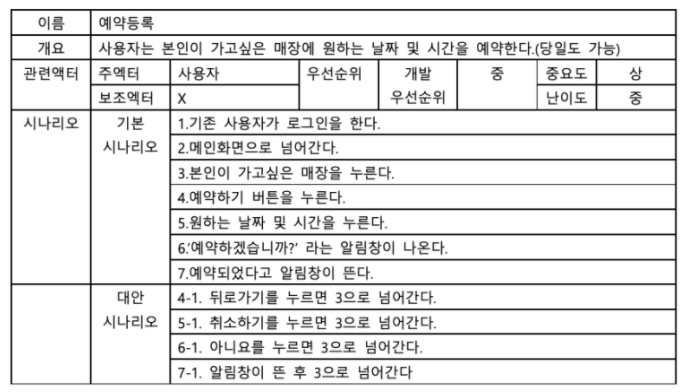 이름 예약등록
개요 사용자는 본인이 가고싶은 매장에 원하는 날짜 및 시간을 예약한다.(당일도 가능)
관련액터 주엑터 사용자 우선순위 개발 우선순위 중 중요도 상
보조엑터 X 난이도 중
시나리오 기본 시나리오 1.기존 사용자가 로그인을 한다.
2.메인화면으로 넘어간다.
3.본인이 가고싶은 매장을 누른다.
4.예약하기 버튼을 누른다.
5.원하는 날짜 및 시간을 누른다.
6.'예약하겠습니까?' 라는 알림창이 나온다.
7.예약되었다고 알림창이 뜬다.
대안 시나리오 4-1. 뒤로가기를 누르면 3으로 넘어간다.
5-1. 취소하기를 누르면 3으로 넘어간다.
6-1. 아니요를 누르면 3으로 넘어간다.
7-1. 알림창이 뜬 후 3으로 넘어간다